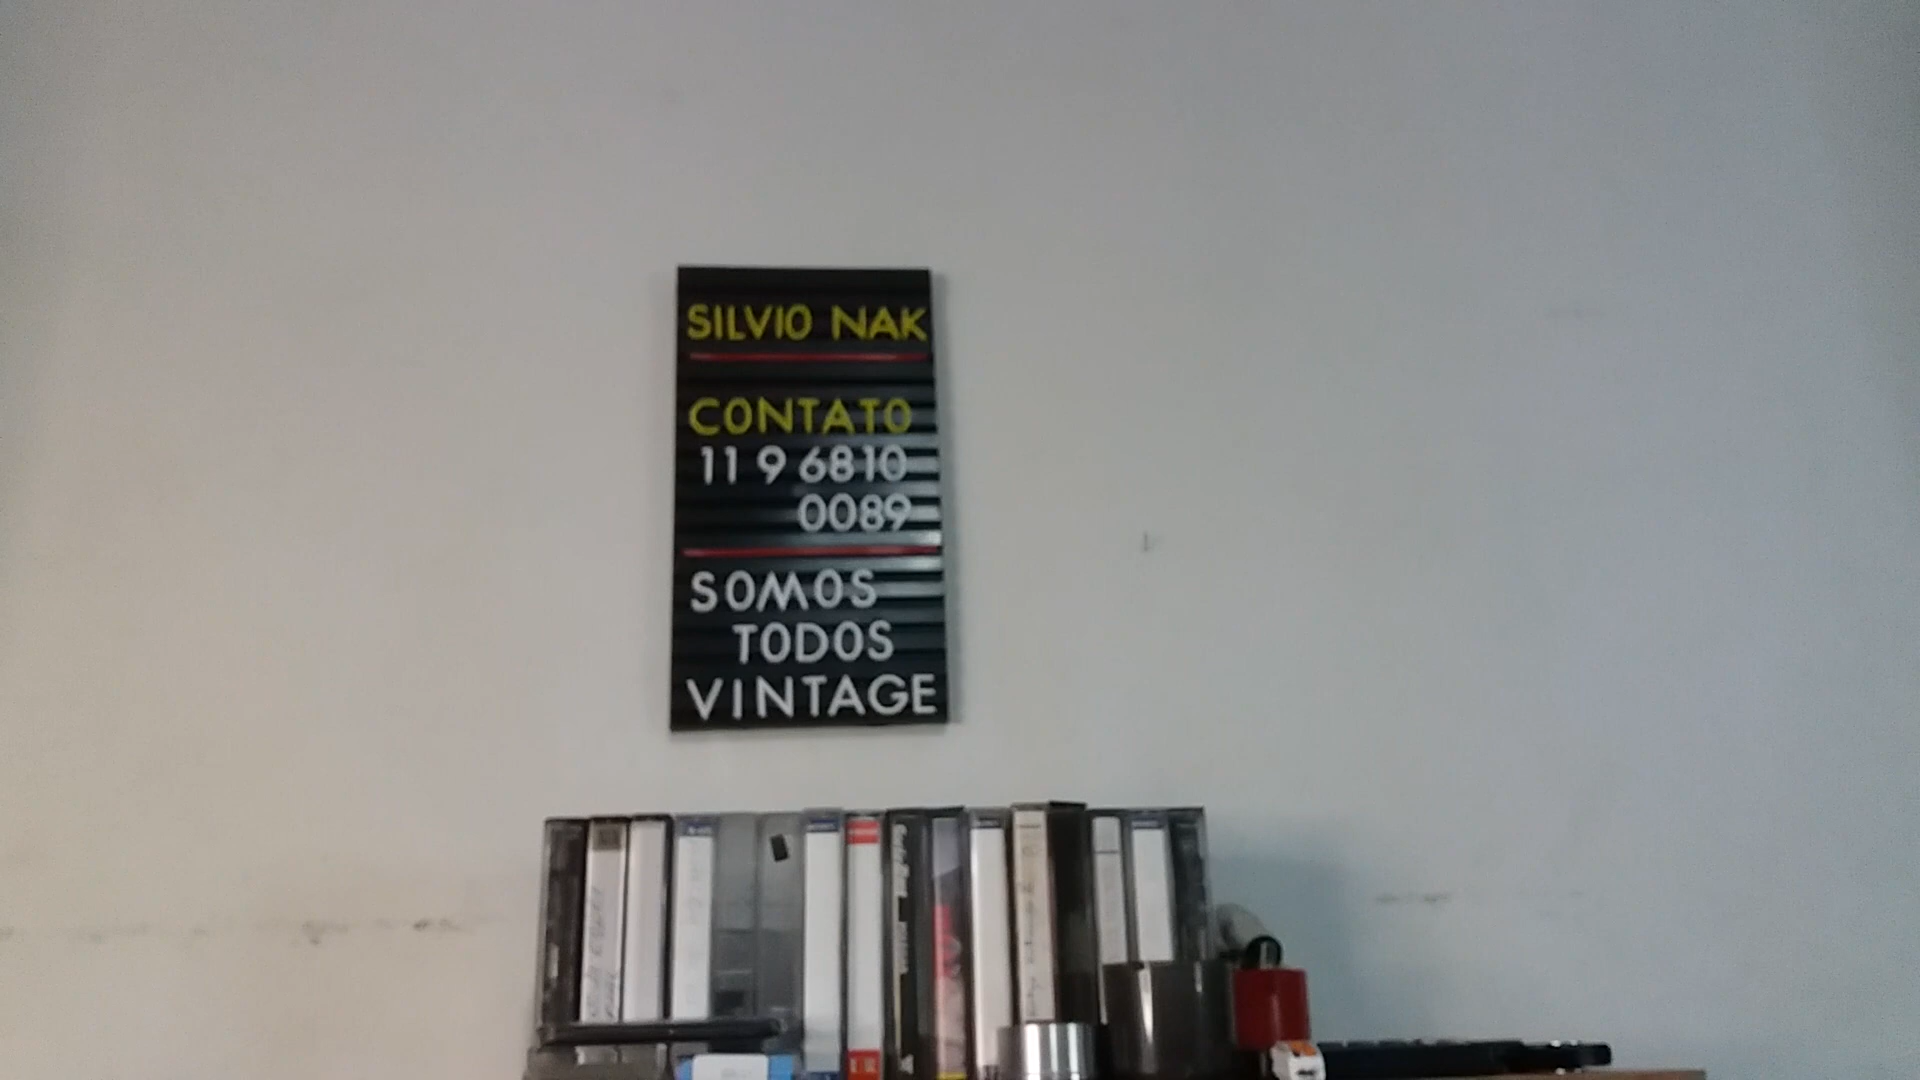 SILVIO NAK
CONTATO
11 9 6810
0089
SOMOS
TODOS
VINTAGE